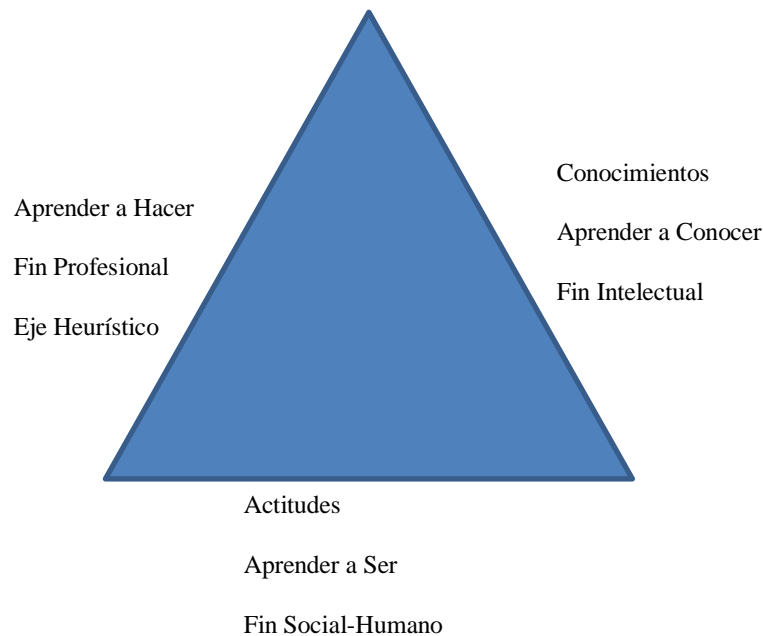 Aprender a Hacer
Fin Profesional
Eje Heurístico
Conocimientos
Aprender a Conocer
Fin Intelectual
Actitudes
Aprender a Ser
Fin Social-Humano